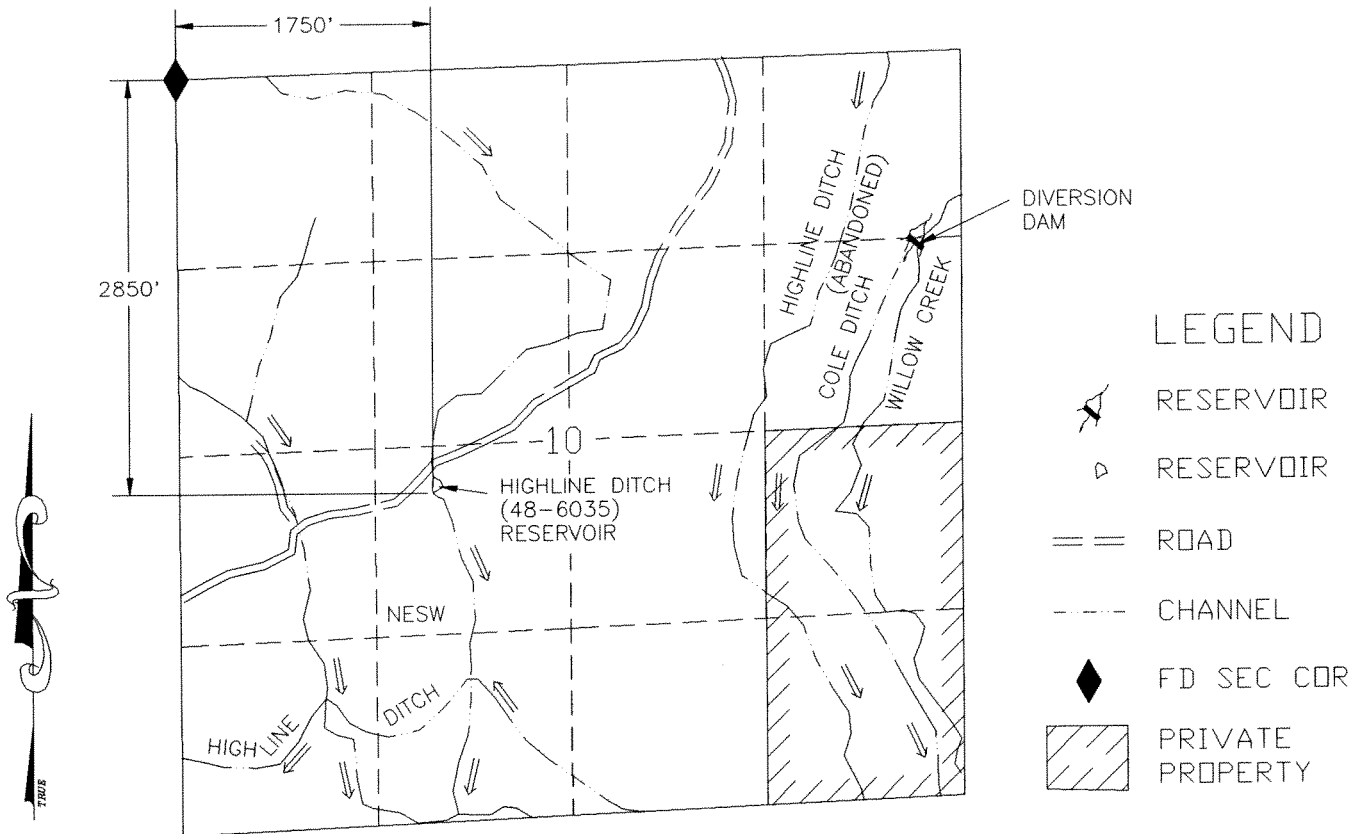 1750'
2850'
HIGHLINE DITCH
(ABANDONED)
COLE DITCH
WILLOW CREEK
DIVERSION
DAM
10
HIGHLINE DITCH
(48-6035)
RESERVOIR
NESW
HIGH LINE
DITCH
TRUE
LEGEND
RESERVOIR
RESERVOIR
ROAD
CHANNEL
FD SEC COR
PRIVATE
PROPERTY